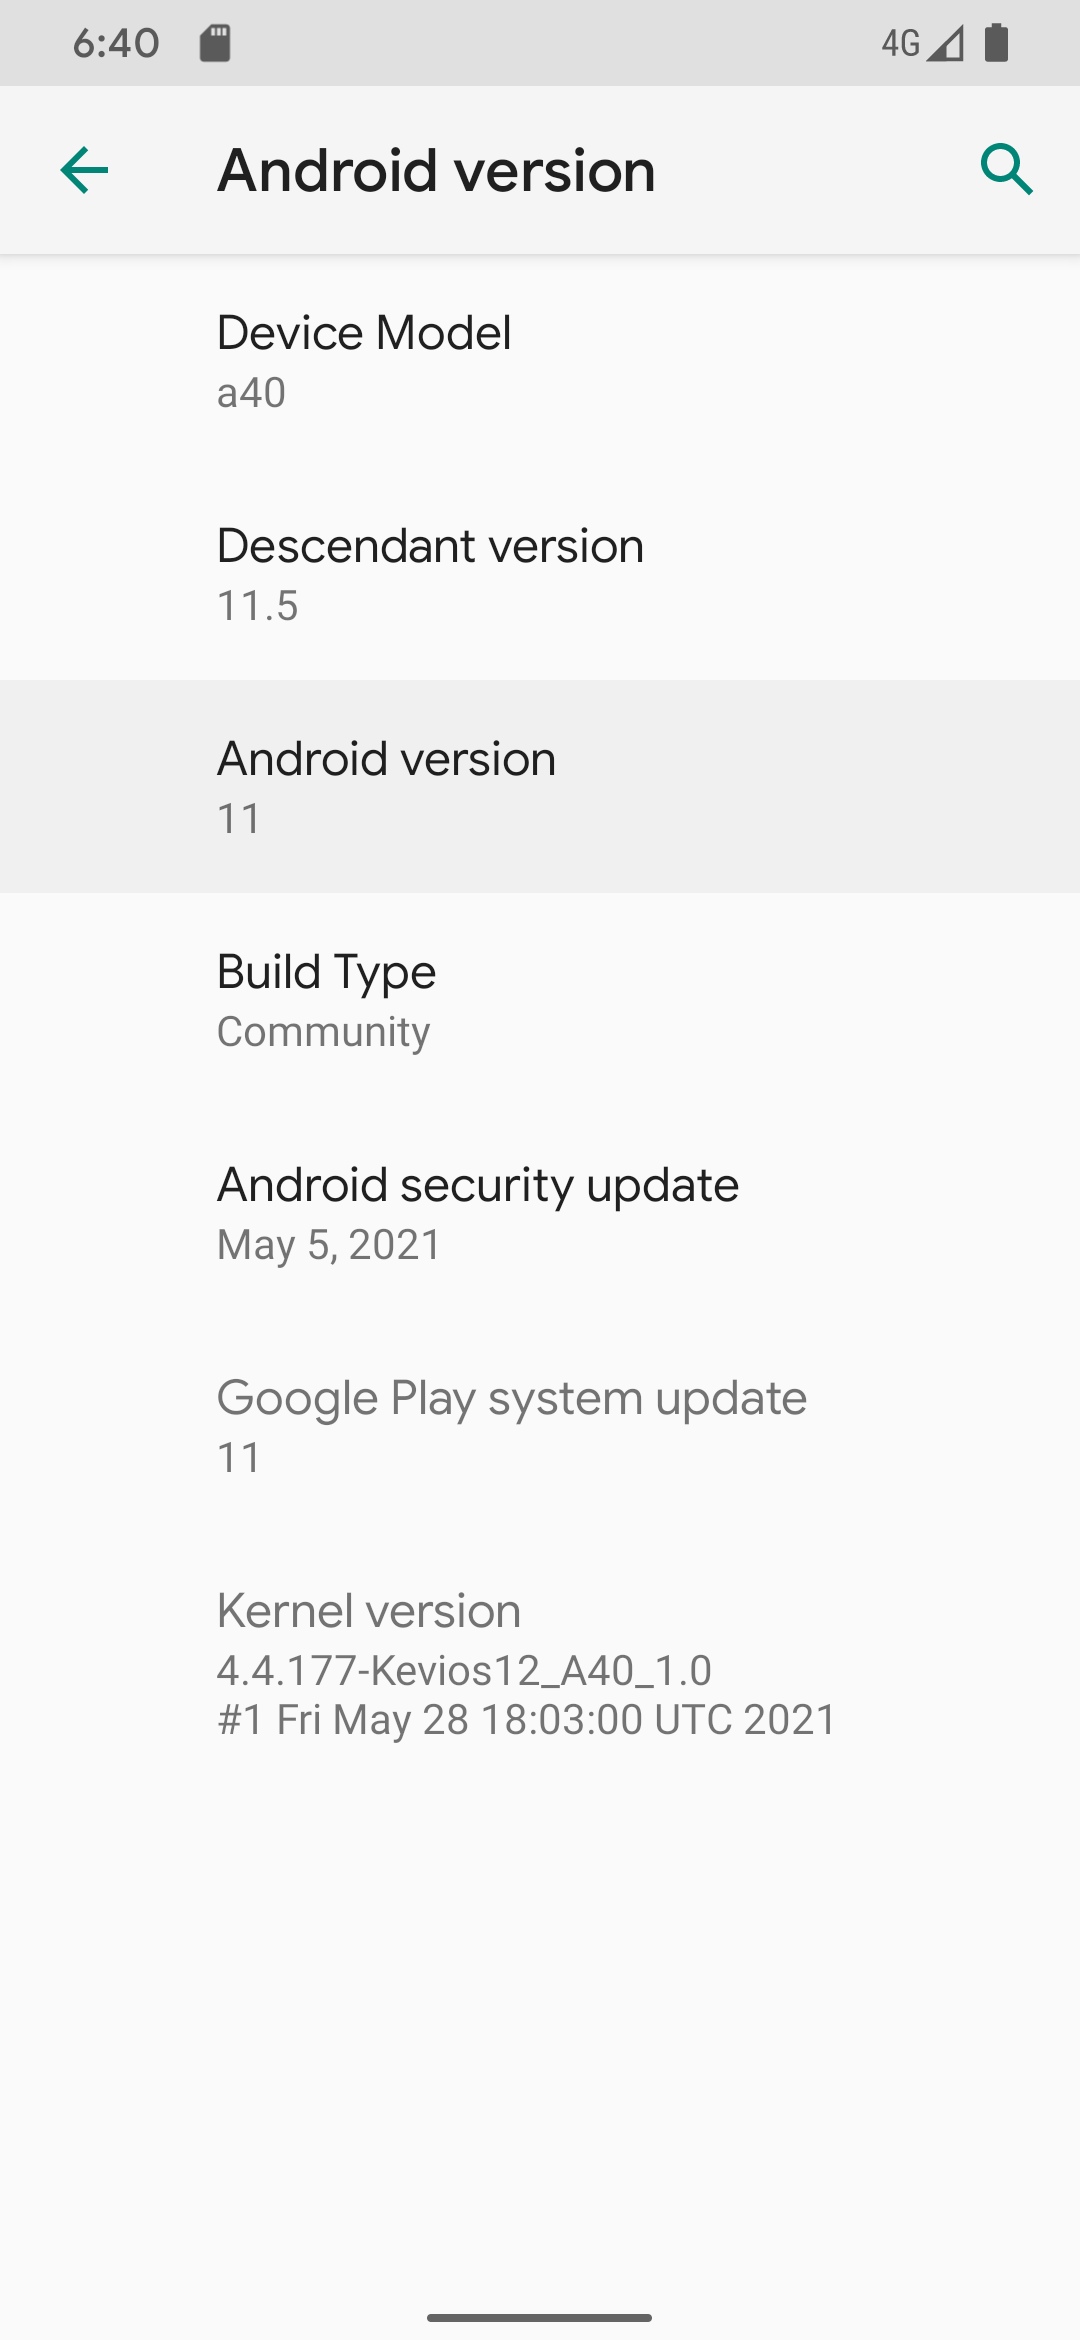 6:40
4G
Android version
Device Model
a40
Descendant version
11.5
Android version
11
Build Type
Community
Android security update
May 5, 2021
Google Play system update
11
Kernel version
4.4.177-Kevios12_A40_1.0
#1 Fri May 28 18:03:00 UTC 2021